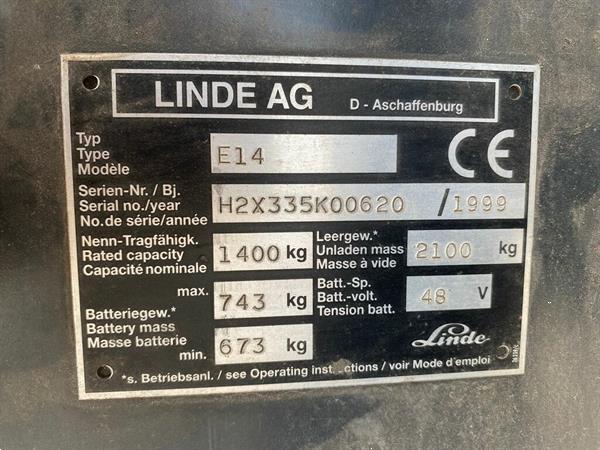 LINDE AG D - Aschaffenburg
Typ
Type
Modèle
E14
CE
Serien-Nr. / Bj.
Serial no./year
No.de série/année
H2X335K00620 / 1999
Nenn-Tragfähigk.
Rated capacity
Capacité nominale
1400 kg
Leergew.*
Unladen mass
Masse à vide
2100 kg
Batteriegew.*
Battery mass
Masse batterie
max. 743 kg
min. 673 kg
Batt.-Sp.
Batt.-volt.
Tension batt.
48 V
Linde
*s. Betriebsanl. / see Operating instructions / voir Mode d'emploi